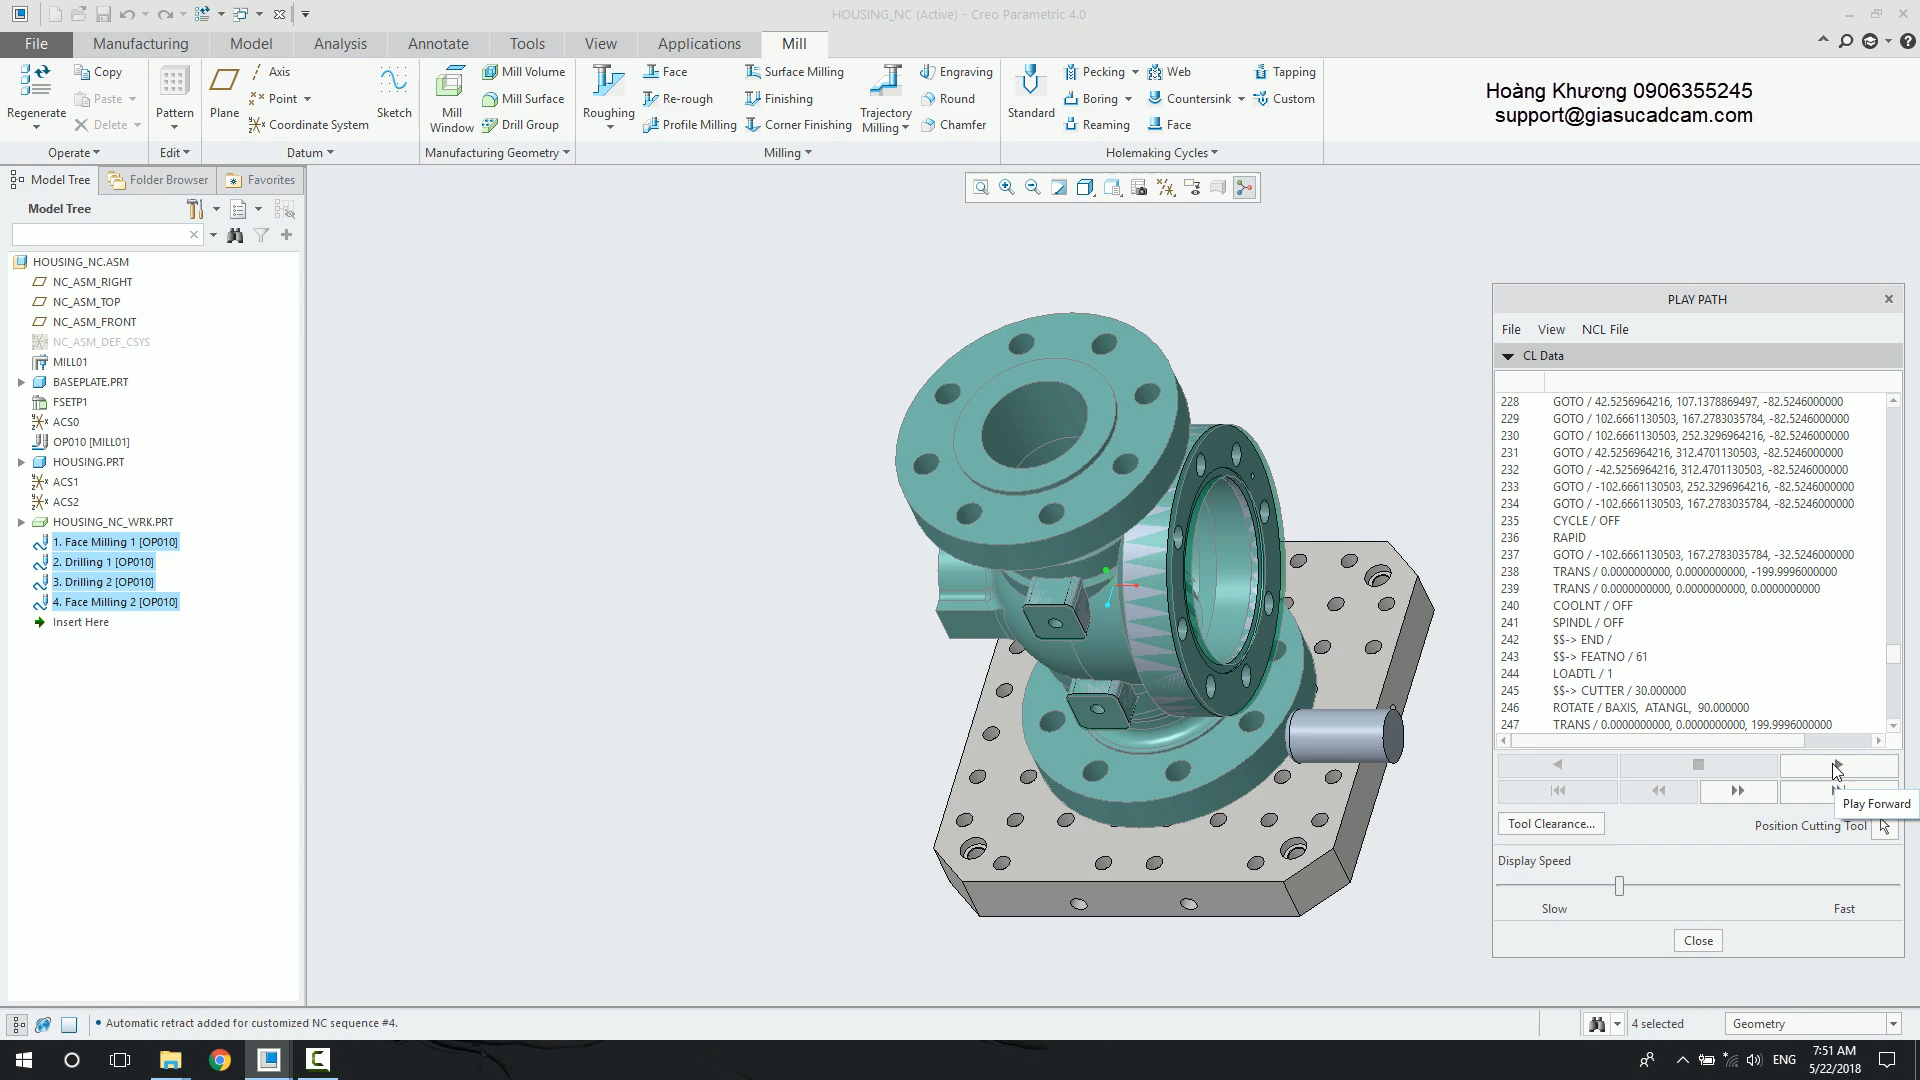 HOUSING_NC (Active) - Creo Parametric 4.0
File Manufacturing Model Analysis Annotate Tools View Applications Mill
Regenerate
Copy
Paste
Delete
Operate
Pattern
Edit
Plane
Axis
Point
Coordinate System
Sketch
Datum
Mill Window
Mill Volume
Mill Surface
Drill Group
Manufacturing Geometry
Roughing
Face
Re-rough
Profile Milling
Surface Milling
Finishing
Corner Finishing
Trajectory Milling
Engraving
Round
Chamfer
Milling
Standard
Pecking
Boring
Reaming
Web
Countersink
Face
Tapping
Custom
Holemaking Cycles
Hoàng Khương 0906355245
support@giasucadcam.com
Model Tree Folder Browser Favorites
Model Tree
HOUSING_NC.ASM
NC_ASM_RIGHT
NC_ASM_TOP
NC_ASM_FRONT
NC_ASM_DEF_CSYS
MILL01
BASEPLATE.PRT
FSETP1
ACS0
OP010 [MILL01]
HOUSING.PRT
ACS1
ACS2
HOUSING_NC_WRK.PRT
1. Face Milling 1 [OP010]
2. Drilling 1 [OP010]
3. Drilling 2 [OP010]
4. Face Milling 2 [OP010]
Insert Here
PLAY PATH
File View NCL File
CL Data
228 GOTO / 42.5256964216, 107.1378869497, -82.5246000000
229 GOTO / 102.6661130503, 167.2783035784, -82.5246000000
230 GOTO / 102.6661130503, 252.3296964216, -82.5246000000
231 GOTO / 42.5256964216, 312.4701130503, -82.5246000000
232 GOTO / -42.5256964216, 312.4701130503, -82.5246000000
233 GOTO / -102.6661130503, 252.3296964216, -82.5246000000
234 GOTO / -102.6661130503, 167.2783035784, -82.5246000000
235 CYCLE / OFF
236 RAPID
237 GOTO / -102.6661130503, 167.2783035784, -32.5246000000
238 TRANS / 0.0000000000, 0.0000000000, -199.9996000000
239 TRANS / 0.0000000000, 0.0000000000, 0.0000000000
240 COOLNT / OFF
241 SPINDL / OFF
242 $$-> END /
243 $$-> FEATNO / 61
244 LOADTL / 1
245 $$-> CUTTER / 30.000000
246 ROTATE / BAXIS, ATANGL, 90.000000
247 TRANS / 0.0000000000, 0.0000000000, 199.9996000000
Play Forward
Tool Clearance...
Position Cutting Tool
Display Speed
Slow Fast
Close
Automatic retract added for customized NC sequence #4.
4 selected
Geometry
ENG
7:51 AM
5/22/2018